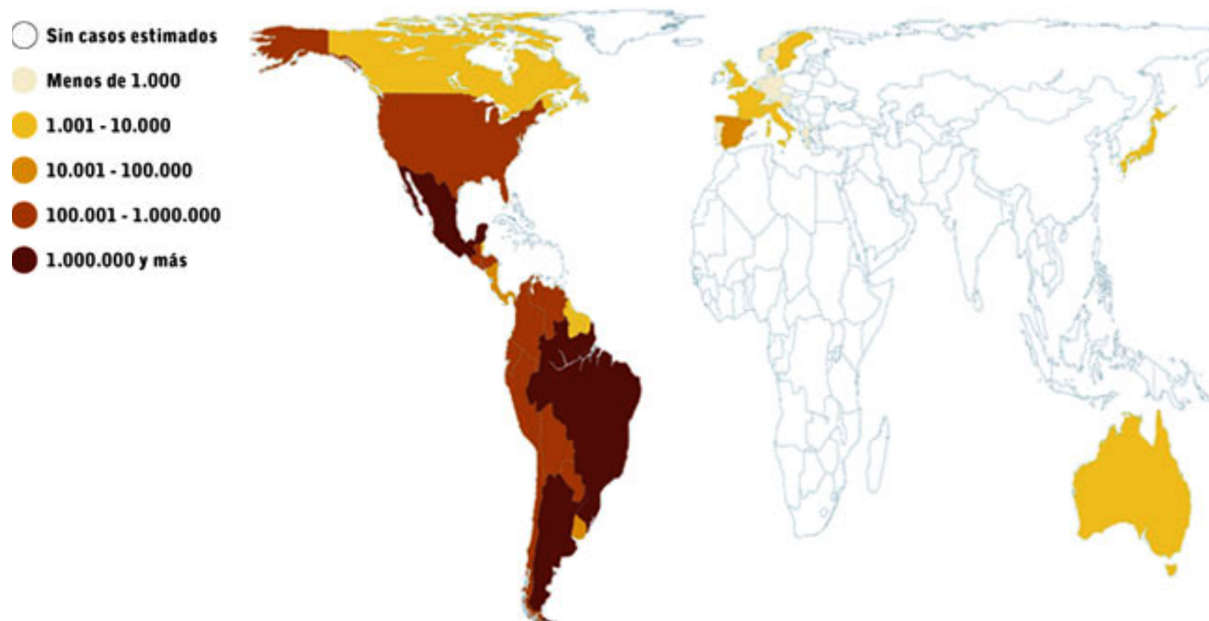 Sin casos estimados
Menos de 1.000
1.001 - 10.000
10.001 - 100.000
100.001 - 1.000.000
1.000.000 y más